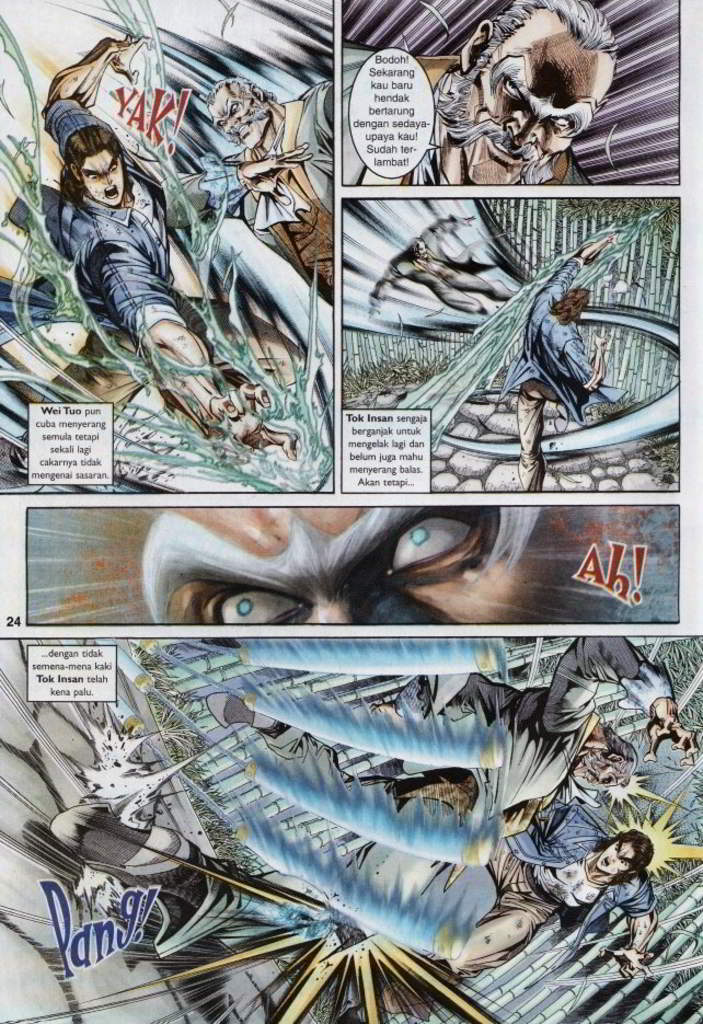 YAK!
Wei Tuo pun
cuba menyerang
semula tetapi
sekali lagi
cakarnya tidak
mengenai sasaran.
Bodoh!
Sekarang
kau baru
hendak
bertarung
dengan sedaya-
upaya kau!
Sudah ter-
lambat!
Tok Insan sengaja
berganjak untuk
mengelak lagi dan
belum juga mahu
menyerang balas.
Akan tetapi...
Ah!
24
...dengan tidak
semena-mena kaki
Tok Insan telah
kena palu.
Pang!